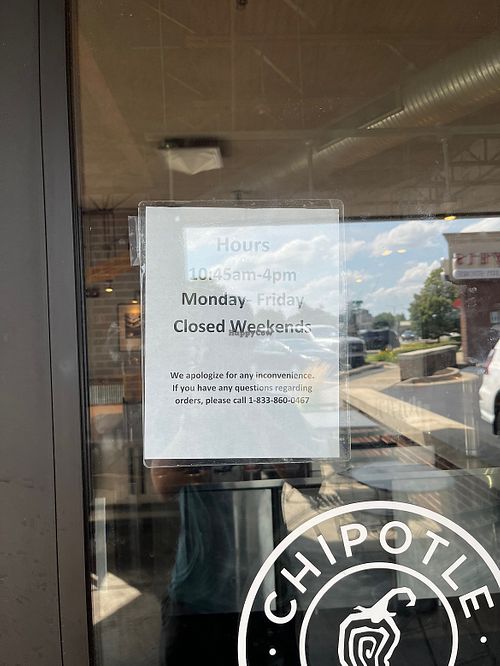 Hours
10:45am-4pm
Monday - Friday
Closed Weekends
HappyCow
We apologize for any inconvenience.
If you have any questions regarding
orders, please call 1-833-860-0467
CHIPOTLE